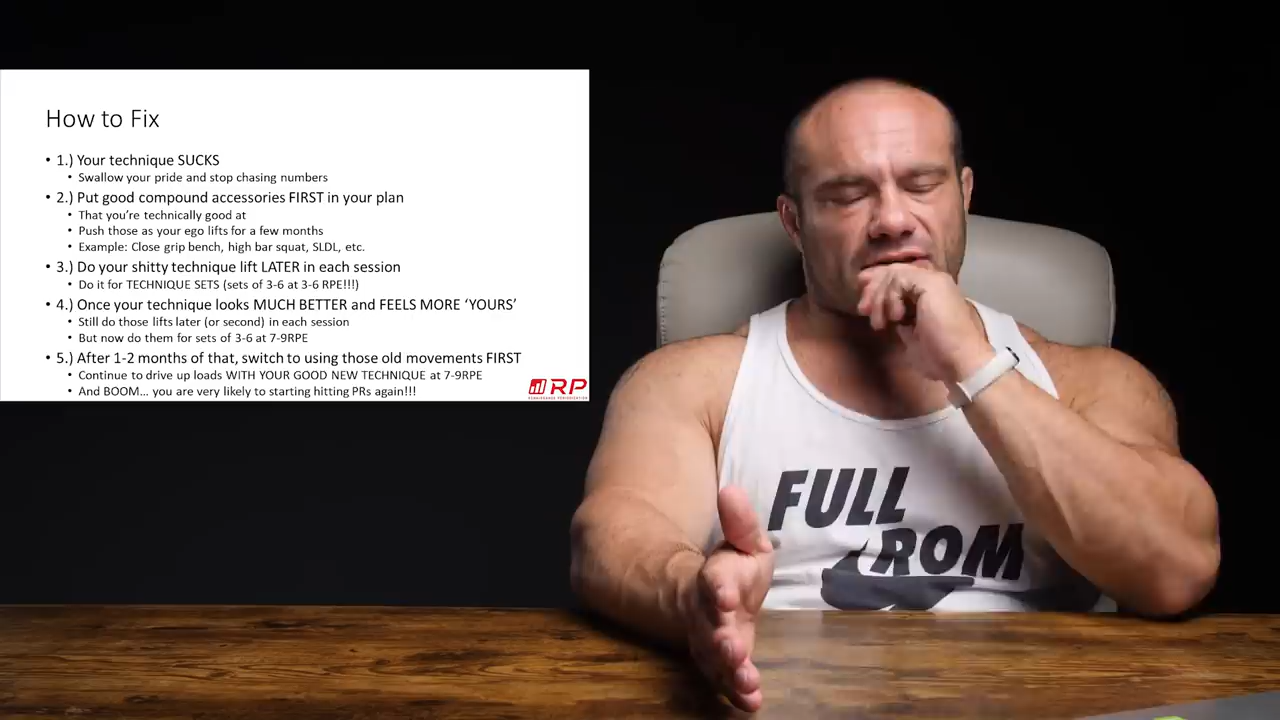 How to Fix
• 1.) Your technique SUCKS
• Swallow your pride and stop chasing numbers
• 2.) Put good compound accessories FIRST in your plan
• That you’re technically good at
• Push those as your ego lifts for a few months
• Example: Close grip bench, high bar squat, SLDL, etc.
• 3.) Do your shitty technique lift LATER in each session
• Do it for TECHNIQUE SETS (sets of 3-6 at 3-6 RPE!!!)
• 4.) Once your technique looks MUCH BETTER and FEELS MORE ‘YOURS’
• Still do those lifts later (or second) in each session
• But now do them for sets of 3-6 at 7-9RPE
• 5.) After 1-2 months of that, switch to using those old movements FIRST
• Continue to drive up loads WITH YOUR GOOD NEW TECHNIQUE at 7-9RPE
• And BOOM… you are very likely to starting hitting PRs again!!!
RP
RENAISSANCE PERIODIZATION
FULL
ROM